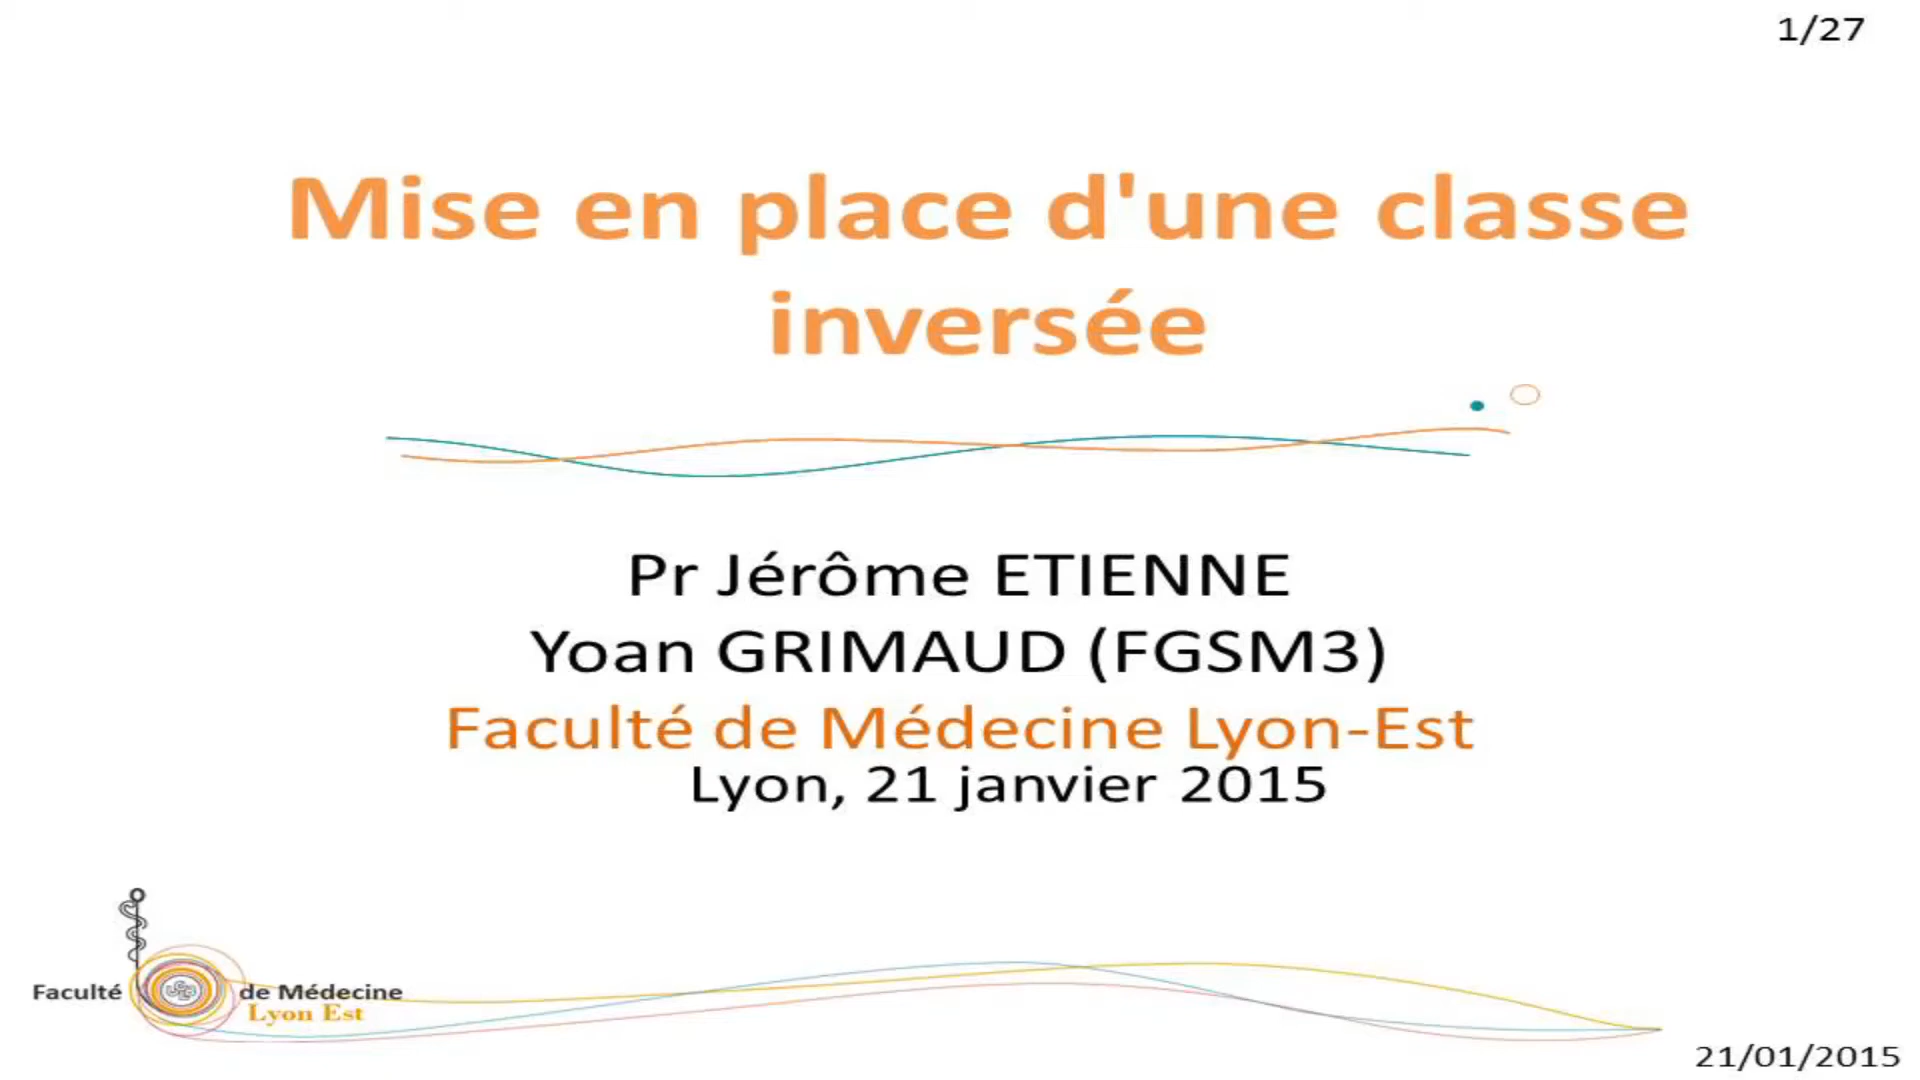 1/27
Mise en place d'une classe
inversée
Pr Jérôme ETIENNE
Yoan GRIMAUD (FGSM3)
Faculté de Médecine Lyon-Est
Lyon, 21 janvier 2015
Faculté de Médecine
Lyon Est
21/01/2015